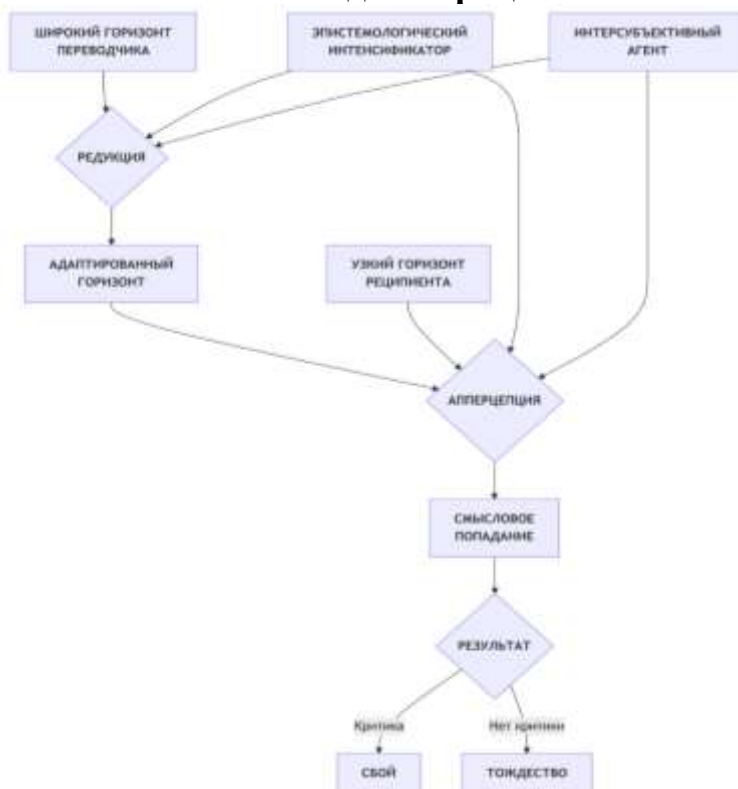 ШИРОКИЙ ГОРИЗОНТ
ПЕРЕВОДЧИКА
ЭПИСТЕМОЛОГИЧЕСКИЙ
ИНТЕНСИФИКАТОР
ИНТЕРСУБЪЕКТИВНЫЙ
АГЕНТ
РЕДУКЦИЯ
АДАПТИРОВАННЫЙ
ГОРИЗОНТ
УЗКИЙ ГОРИЗОНТ
РЕЦИПИЕНТА
АППЕРЦЕПЦИЯ
СМЫСЛОВОЕ
ПОПАДАНИЕ
РЕЗУЛЬТАТ
Критика
Нет критики
СБОЙ
ТОЖДЕСТВО